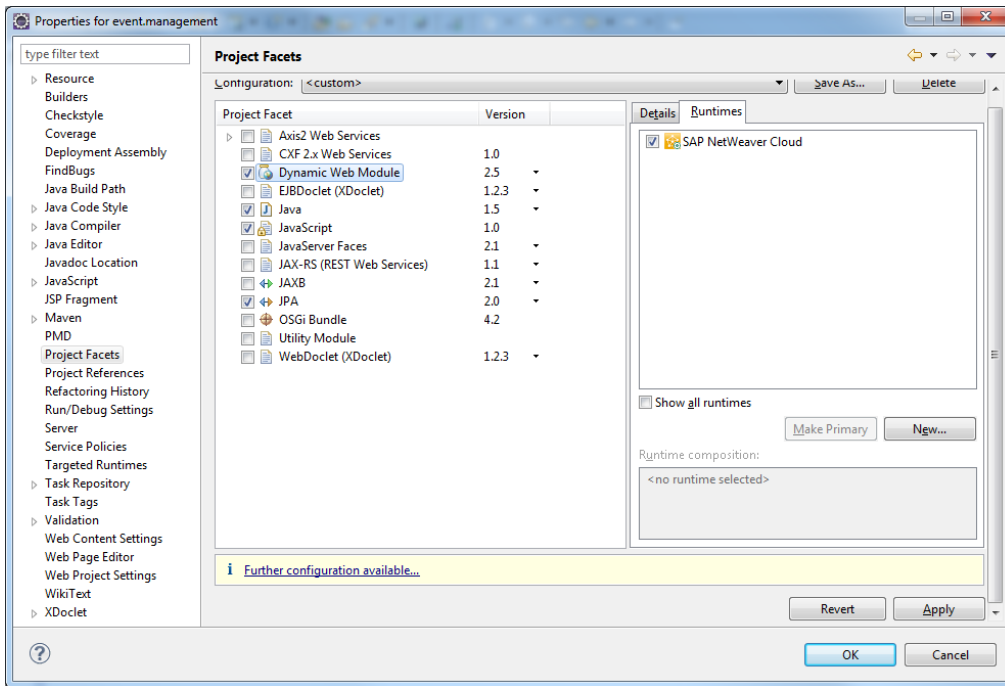 Properties for event.management
type filter text
Resource
Builders
Checkstyle
Coverage
Deployment Assembly
FindBugs
Java Build Path
Java Code Style
Java Compiler
Java Editor
Javadoc Location
JavaScript
JSP Fragment
Maven
PMD
Project Facets
Project References
Refactoring History
Run/Debug Settings
Server
Service Policies
Targeted Runtimes
Task Repository
Task Tags
Validation
Web Content Settings
Web Page Editor
Web Project Settings
WikiText
XDoclet
Project Facets
Configuration: <custom> Save As... Delete
Project Facet Version
Axis2 Web Services
CXF 2.x Web Services 1.0
Dynamic Web Module 2.5
EJBDoclet (XDoclet) 1.2.3
Java 1.5
JavaScript 1.0
JavaServer Faces 2.1
JAX-RS (REST Web Services) 1.1
JAXB 2.1
JPA 2.0
OSGi Bundle 4.2
Utility Module
WebDoclet (XDoclet) 1.2.3
Details Runtimes
SAP NetWeaver Cloud
Show all runtimes
Make Primary New...
Runtime composition:
<no runtime selected>
i Further configuration available...
Revert Apply
? OK Cancel